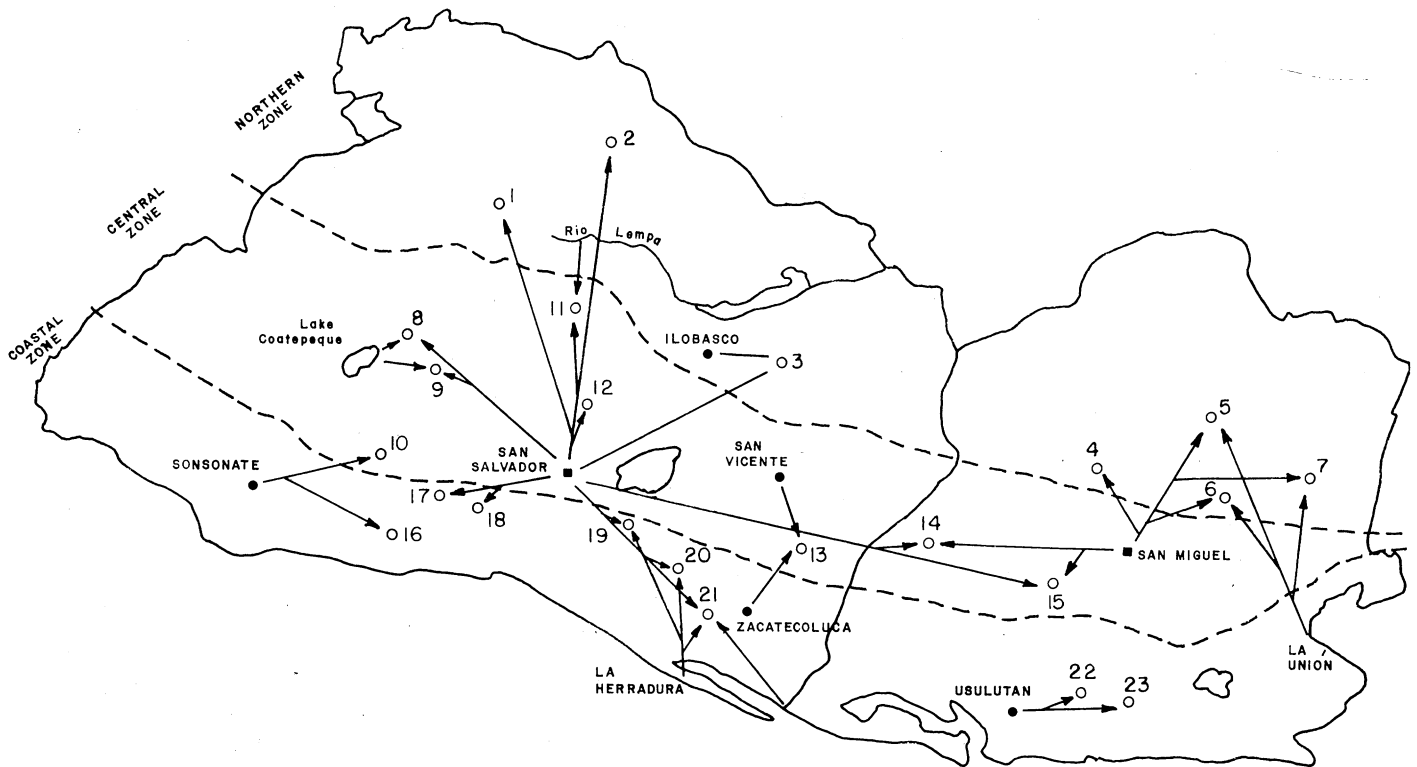 NORTHERN
ZONE
CENTRAL
ZONE
COASTAL
ZONE
2
1
Rio Lempa
11
Lake
Coatepeque
8
9
ILOBASCO
3
12
10
SONSONATE
SAN
SALVADOR
SAN
VICENTE
17
18
16
19
20
21
13
ZACATECOLUCA
LA
HERRADURA
14
15
4
5
6
7
SAN MIGUEL
LA
UNIÓN
USULUTAN
22
23